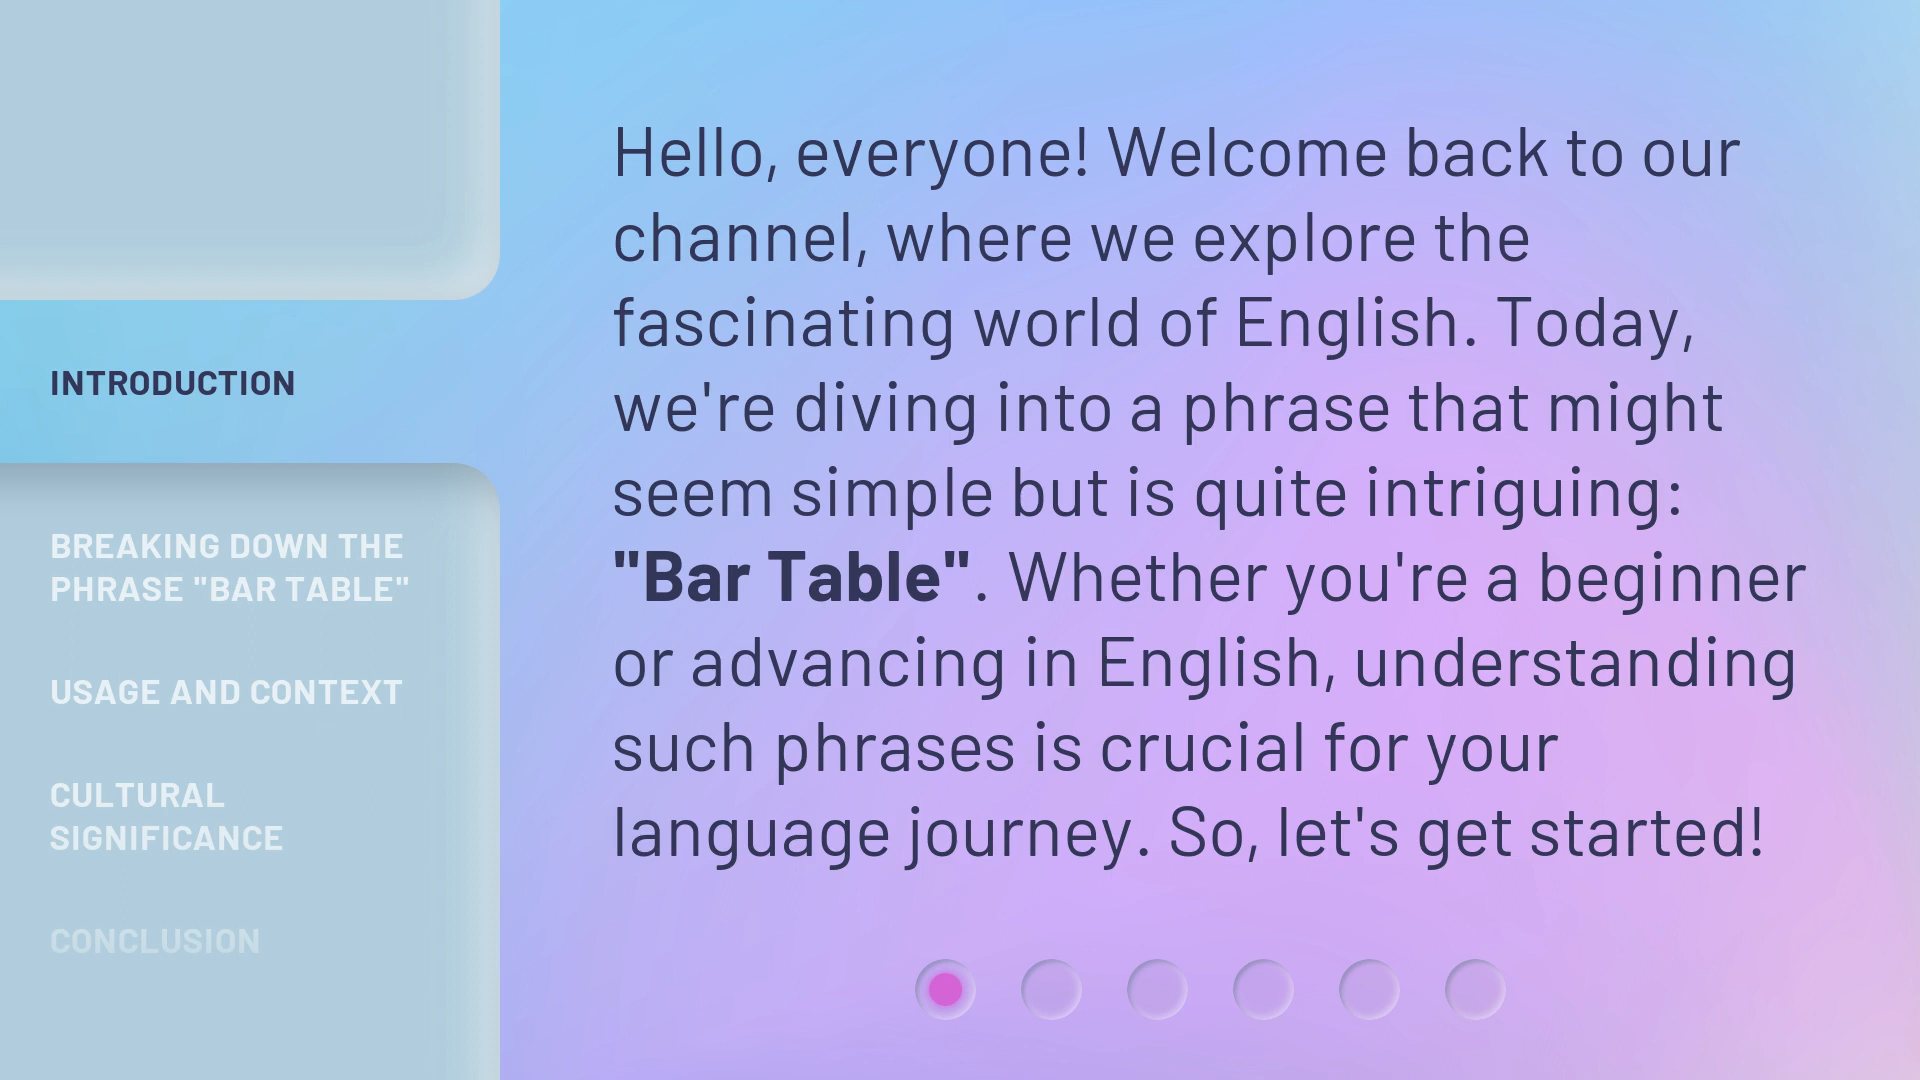 INTRODUCTION
BREAKING DOWN THE
PHRASE "BAR TABLE"
USAGE AND CONTEXT
CULTURAL
SIGNIFICANCE
CONCLUSION
Hello, everyone! Welcome back to our
channel, where we explore the
fascinating world of English. Today,
we're diving into a phrase that might
seem simple but is quite intriguing:
"Bar Table". Whether you're a beginner
or advancing in English, understanding
such phrases is crucial for your
language journey. So, let's get started!